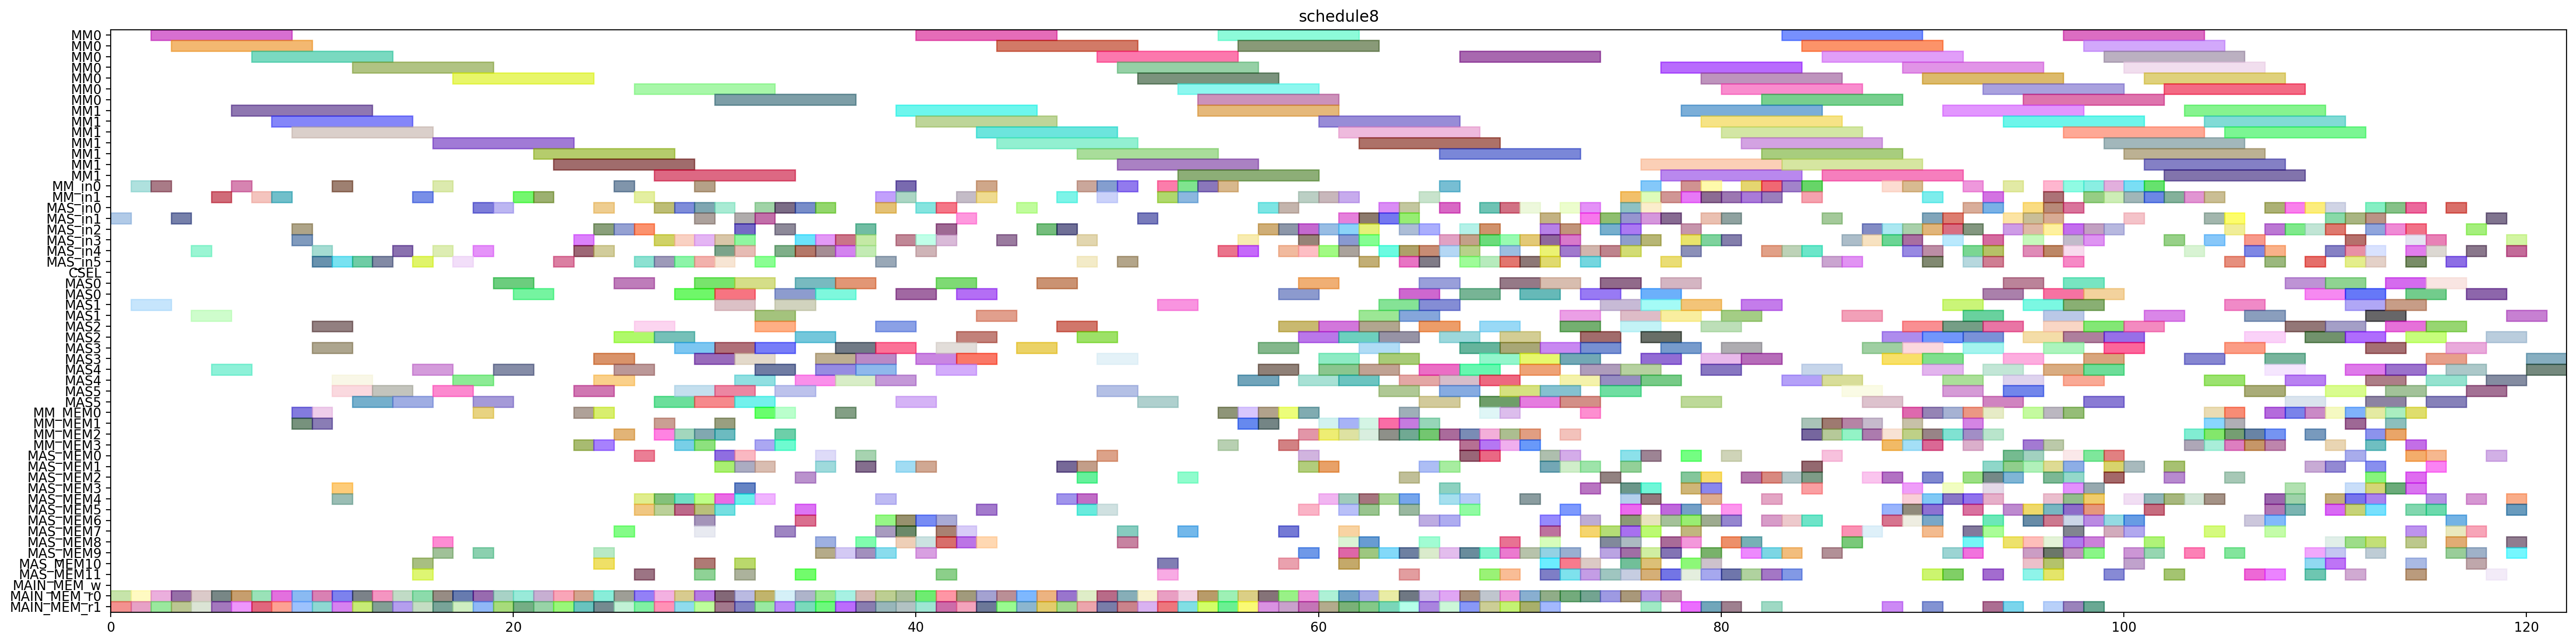 schedule8
MM0
MM0
MM0
MM0
MM0
MM0
MM0
MM1
MM1
MM1
MM1
MM1
MM1
MM1
MM_in0
MM_in1
MAS_in0
MAS_in1
MAS_in2
MAS_in3
MAS_in4
MAS_in5
CSEL
MAS0
MAS0
MAS1
MAS1
MAS2
MAS2
MAS3
MAS3
MAS4
MAS4
MAS5
MAS5
MM_MEM0
MM_MEM1
MM_MEM2
MM_MEM3
MAS_MEM0
MAS_MEM1
MAS_MEM2
MAS_MEM3
MAS_MEM4
MAS_MEM5
MAS_MEM6
MAS_MEM7
MAS_MEM8
MAS_MEM9
MAS_MEM10
MAS_MEM11
MAIN_MEM_w
MAIN_MEM_r0
MAIN_MEM_r1
0 20 40 60 80 100 120